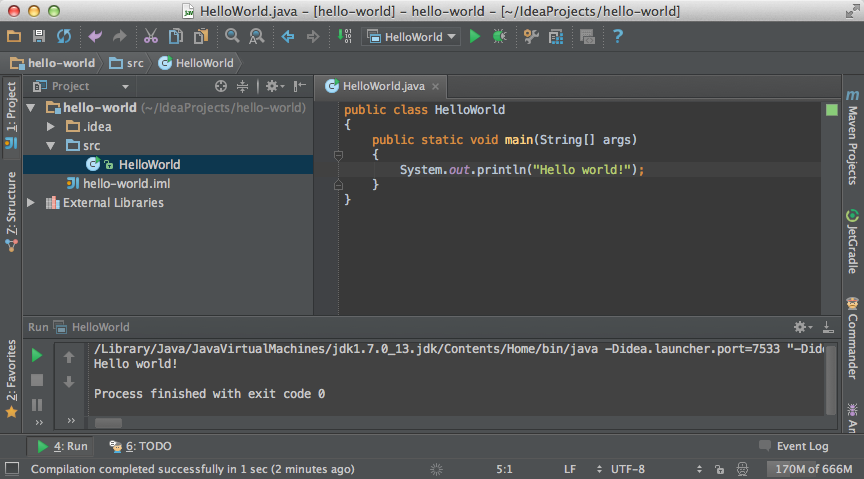 HelloWorld.java – [hello-world] – hello-world – [~/IdeaProjects/hello-world]
HelloWorld
hello-world src HelloWorld
1: Project
Project
hello-world (~/IdeaProjects/hello-world)
.idea
src
HelloWorld
hello-world.iml
External Libraries
HelloWorld.java
public class HelloWorld
{
public static void main(String[] args)
{
System.out.println("Hello world!");
}
}
Maven Projects
JetGradle
Commander
An
Z: Structure
2: Favorites
Run HelloWorld
/Library/Java/JavaVirtualMachines/jdk1.7.0_13.jdk/Contents/Home/bin/java -Didea.launcher.port=7533 "-Dide
Hello world!
Process finished with exit code 0
4: Run 6: TODO Event Log
Compilation completed successfully in 1 sec (2 minutes ago) 5:1 LF UTF-8 170M of 666M